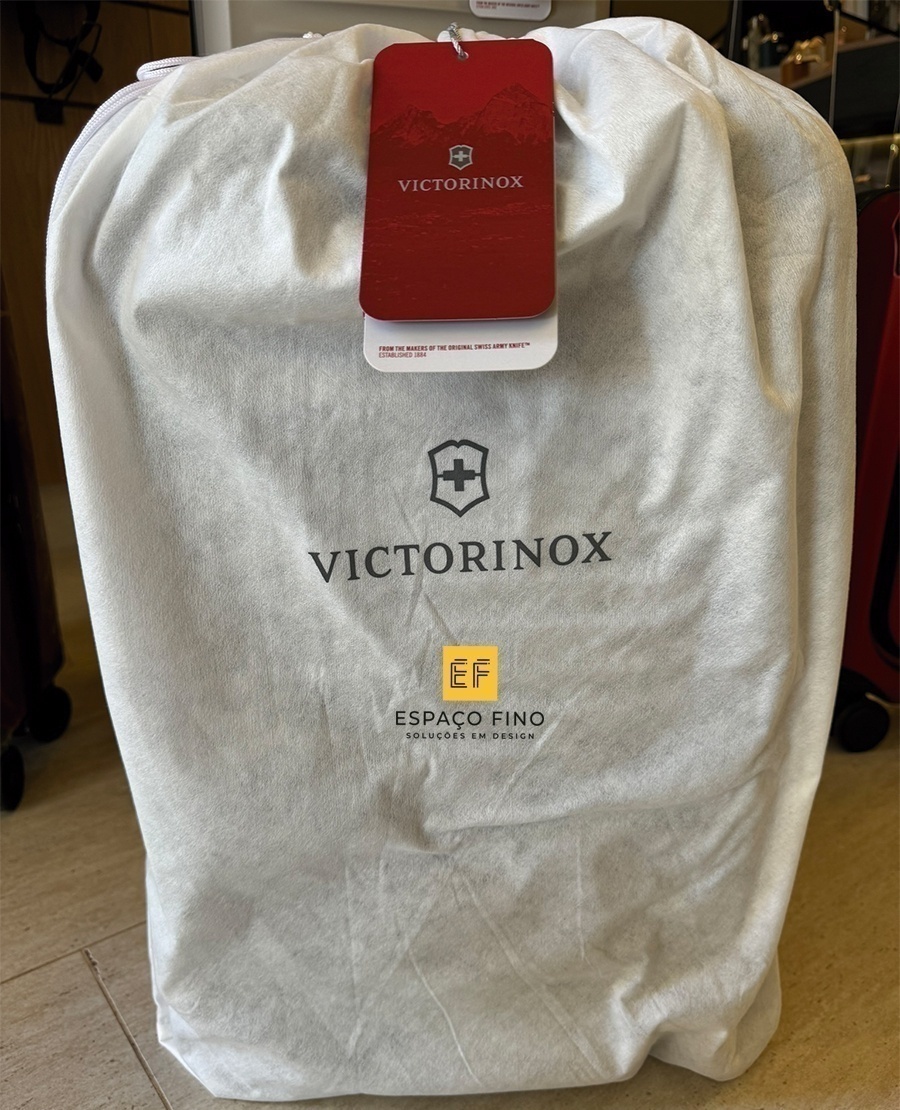 VICTORINOX
FROM THE MAKERS OF THE ORIGINAL SWISS ARMY KNIFE™
ESTABLISHED 1884
VICTORINOX
EF
ESPAÇO FINO
SOLUÇÕES EM DESIGN